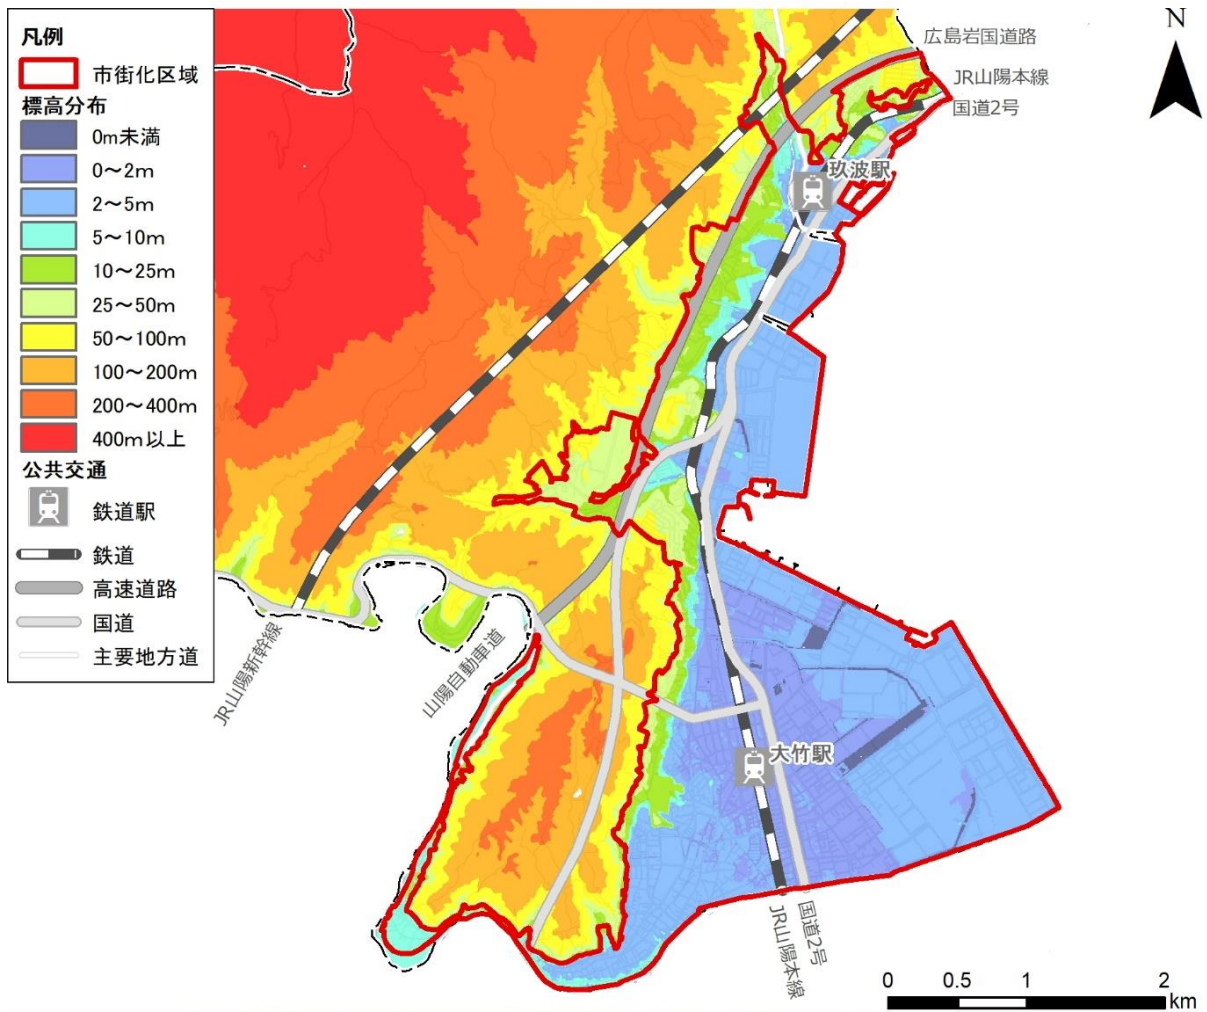 凡例
市街化区域
標高分布
0m未満
0～2m
2～5m
5～10m
10～25m
25～50m
50～100m
100～200m
200～400m
400m以上
公共交通
鉄道駅
鉄道
高速道路
国道
主要地方道
N
広島岩国道路
JR山陽本線
国道2号
玖波駅
大竹駅
JR山陽新幹線
山陽自動車道
JR山陽本線
国道2号
0 0.5 1 2
km